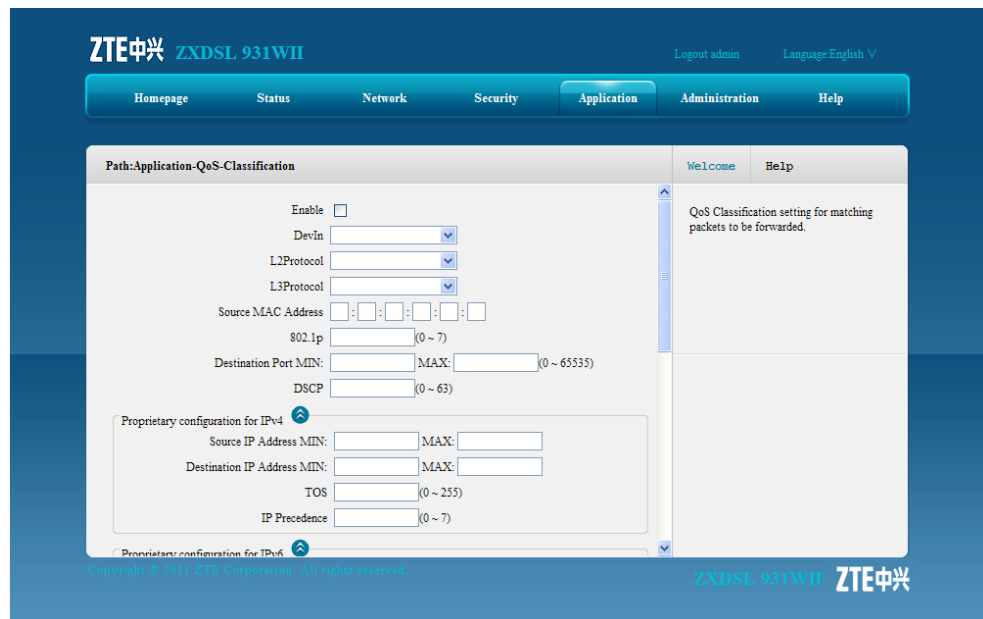 ZTE中兴 ZXDSL 931WII
Logout admin Language:English V
Homepage Status Network Security Application Administration Help
Path:Application-QoS-Classification
Welcome Help
Enable
DevIn
L2Protocol
L3Protocol
Source MAC Address : : : : :
802.1p (0 ~ 7)
Destination Port MIN: MAX: (0 ~ 65535)
DSCP (0 ~ 63)
Proprietary configuration for IPv4
Source IP Address MIN: MAX:
Destination IP Address MIN: MAX:
TOS (0 ~ 255)
IP Precedence (0 ~ 7)
Proprietary configuration for IPv6
QoS Classification setting for matching
packets to be forwarded.
Copyright © 2011 ZTE Corporation. All rights reserved.
ZXDSL 931WII ZTE中兴